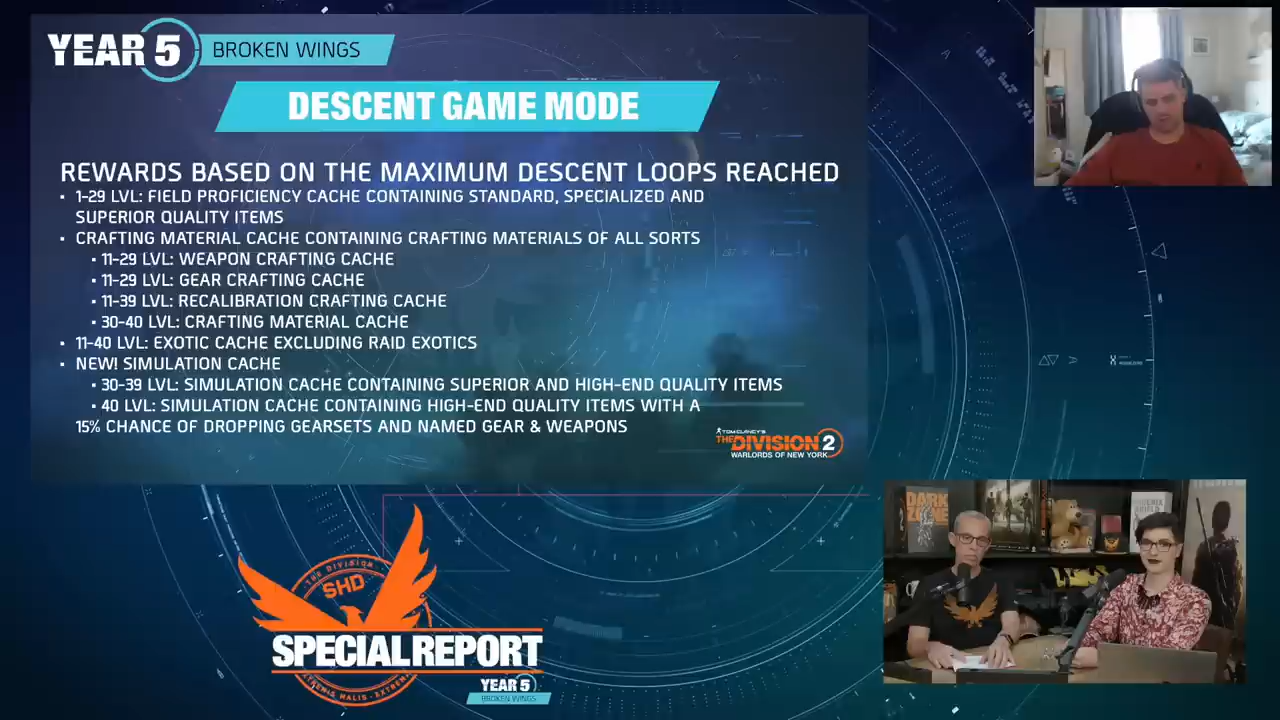 YEAR 5 BROKEN WINGS
DESCENT GAME MODE
REWARDS BASED ON THE MAXIMUM DESCENT LOOPS REACHED
▪ 1-29 LVL: FIELD PROFICIENCY CACHE CONTAINING STANDARD, SPECIALIZED AND
SUPERIOR QUALITY ITEMS
▪ CRAFTING MATERIAL CACHE CONTAINING CRAFTING MATERIALS OF ALL SORTS
▪ 11-29 LVL: WEAPON CRAFTING CACHE
▪ 11-29 LVL: GEAR CRAFTING CACHE
▪ 11-39 LVL: RECALIBRATION CRAFTING CACHE
▪ 30-40 LVL: CRAFTING MATERIAL CACHE
▪ 11-40 LVL: EXOTIC CACHE EXCLUDING RAID EXOTICS
▪ NEW! SIMULATION CACHE
▪ 30-39 LVL: SIMULATION CACHE CONTAINING SUPERIOR AND HIGH-END QUALITY ITEMS
▪ 40 LVL: SIMULATION CACHE CONTAINING HIGH-END QUALITY ITEMS WITH A
15% CHANCE OF DROPPING GEARSETS AND NAMED GEAR & WEAPONS
TOM CLANCY'S
THE DIVISION 2
WARLORDS OF NEW YORK
THE DIVISION
SHD
SPECIAL REPORT
YEAR 5
BROKEN WINGS
DARK
ZONE